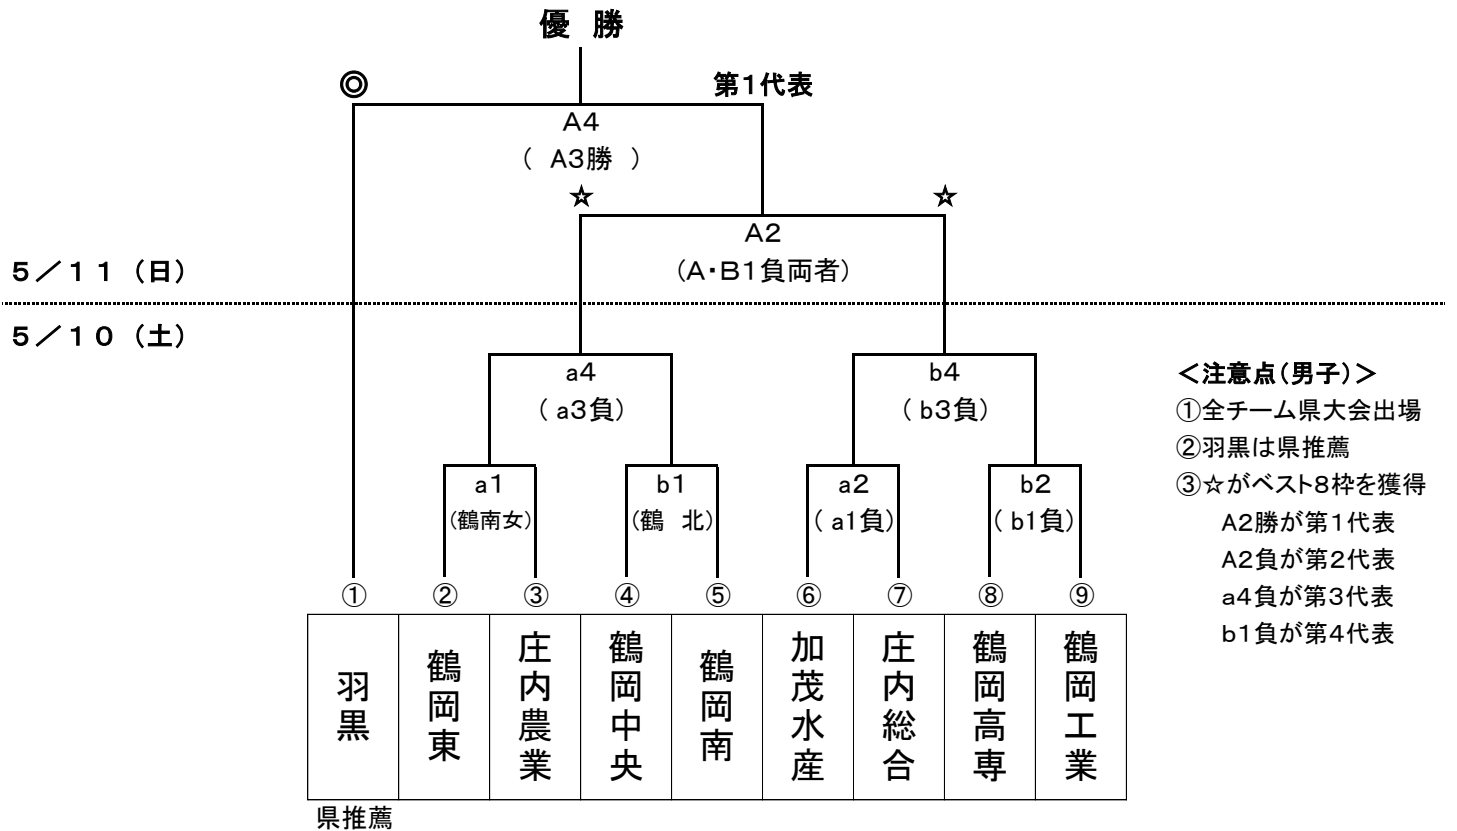 優 勝
◎ 第1代表
A4
( A3勝 )
☆ ☆
A2
(A・B1負両者)
5/11 (日)
5/10 (土)
a4 b4
( a3負) ( b3負)
a1 b1 a2 b2
(鶴南女) (鶴 北) ( a1負) ( b1負)
① ② ③ ④ ⑤ ⑥ ⑦ ⑧ ⑨
羽黒
鶴岡東
庄内農業
鶴岡中央
鶴岡南
加茂水産
庄内総合
鶴岡高専
鶴岡工業
県推薦
<注意点(男子)>
①全チーム県大会出場
②羽黒は県推薦
③☆がベスト8枠を獲得
A2勝が第1代表
A2負が第2代表
a4負が第3代表
b1負が第4代表